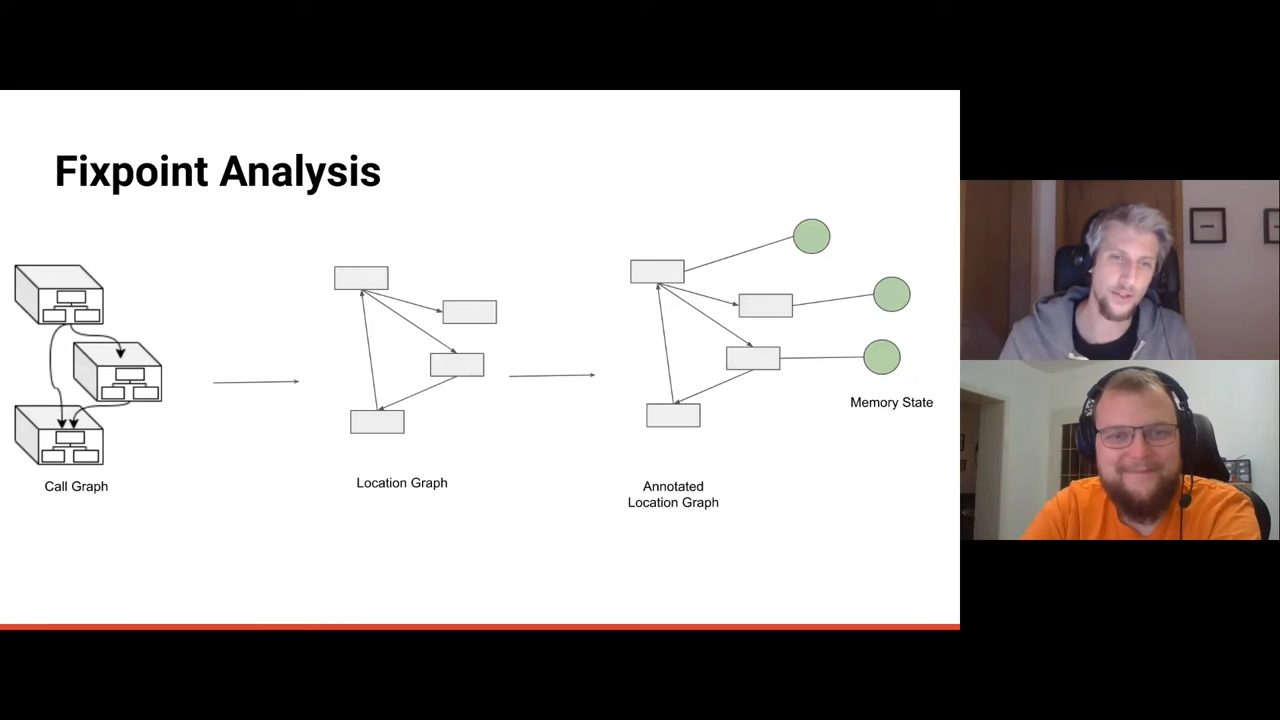 Fixpoint Analysis
Call Graph
Location Graph
Annotated
Location Graph
Memory State